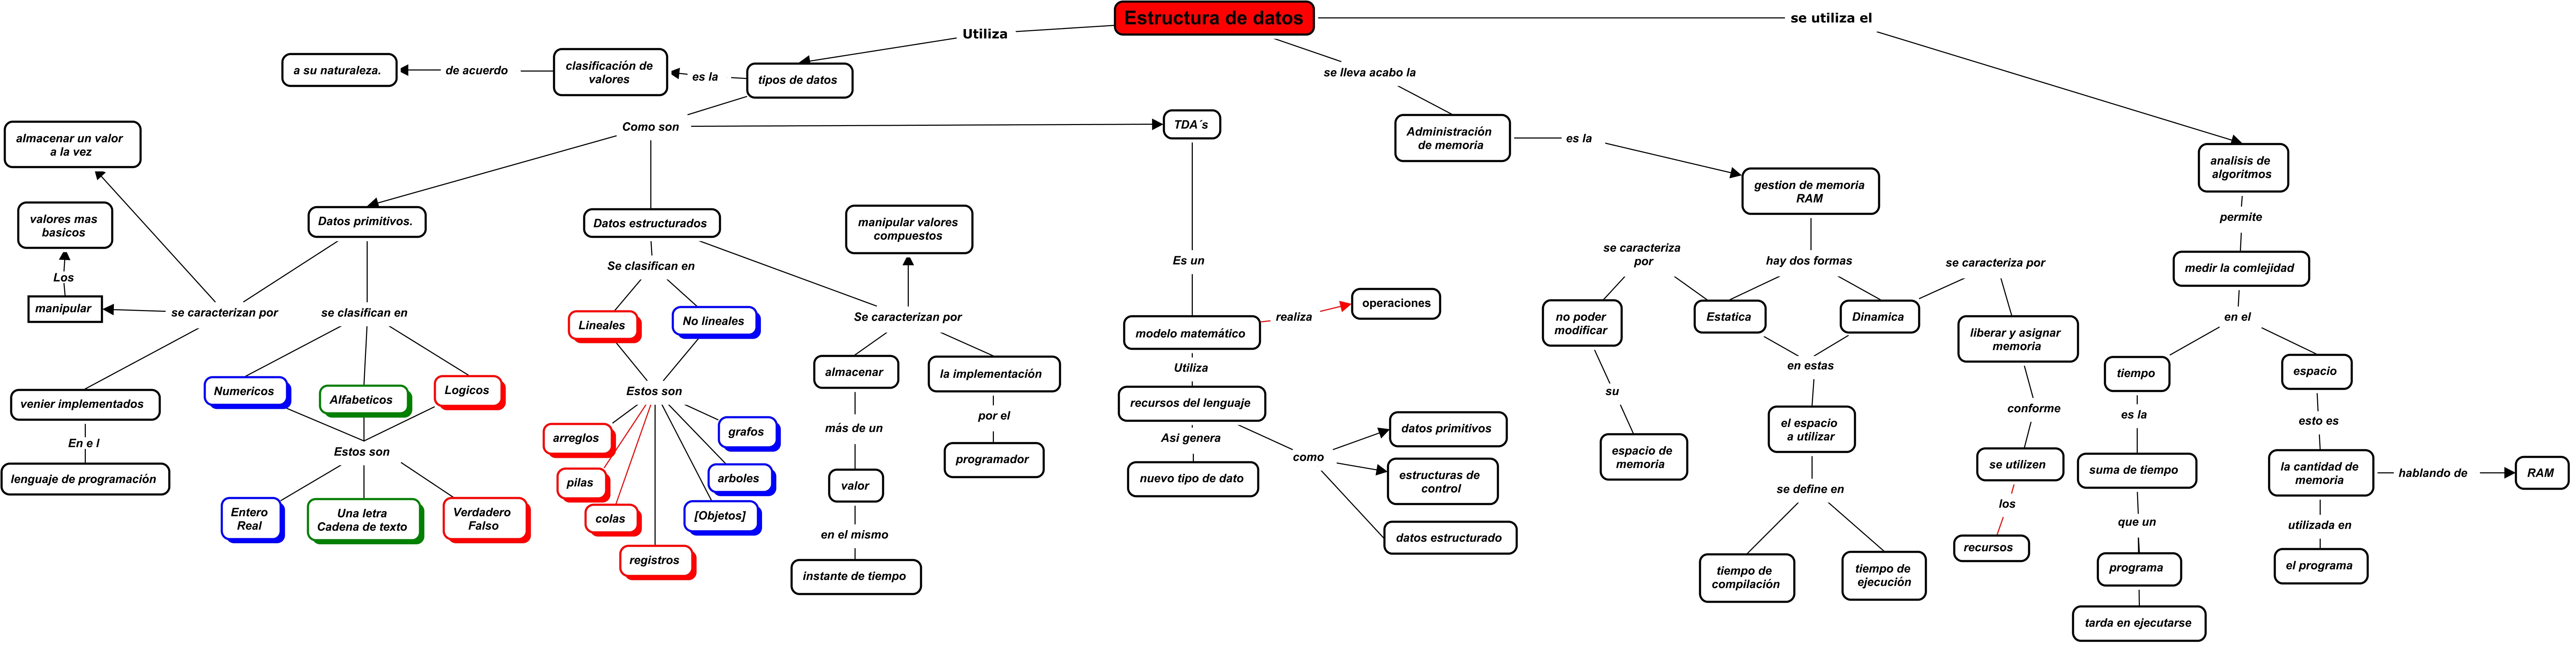 Estructura de datos
se utiliza el
Utiliza
a su naturaleza.
de acuerdo
clasificación de
valores
es la
tipos de datos
se lleva acabo la
almacenar un valor
a la vez
Como son
TDA´s
Administración
de memoria
es la
analisis de
algoritmos
gestion de memoria
RAM
valores mas
basicos
Datos primitivos.
Datos estructurados
manipular valores
compuestos
permite
se caracteriza
por
hay dos formas
se caracteriza por
Es un
Se clasifican en
medir la comlejidad
Los
manipular
se caracterizan por
se clasifican en
Lineales
No lineales
Se caracterizan por
modelo matemático
realiza
operaciones
no poder
modificar
Estatica
Dinamica
liberar y asignar
memoria
en el
almacenar
la implementación
Utiliza
en estas
tiempo
espacio
Numericos
Alfabeticos
Logicos
Estos son
venier implementados
recursos del lenguaje
su
conforme
es la
esto es
por el
más de un
arreglos
grafos
Asi genera
datos primitivos
el espacio
a utilizar
En e l
Estos son
programador
como
espacio de
memoria
lenguaje de programación
pilas
arboles
valor
nuevo tipo de dato
estructuras de
control
se define en
se utilizen
suma de tiempo
la cantidad de
memoria
hablando de
RAM
Entero
Real
Una letra
Cadena de texto
Verdadero
Falso
colas
[Objetos]
los
que un
utilizada en
en el mismo
datos estructurado
recursos
registros
instante de tiempo
tiempo de
compilación
tiempo de
ejecución
programa
el programa
tarda en ejecutarse